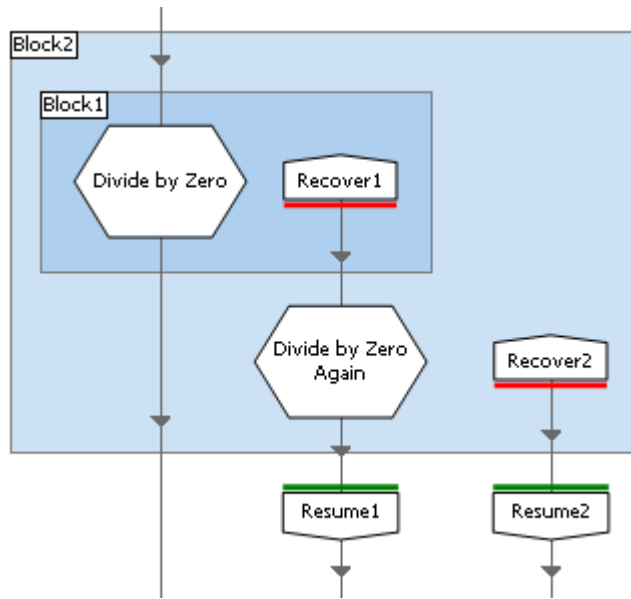 Block2
Block1
Divide by Zero
Recover1
Divide by Zero
Again
Recover2
Resume1
Resume2